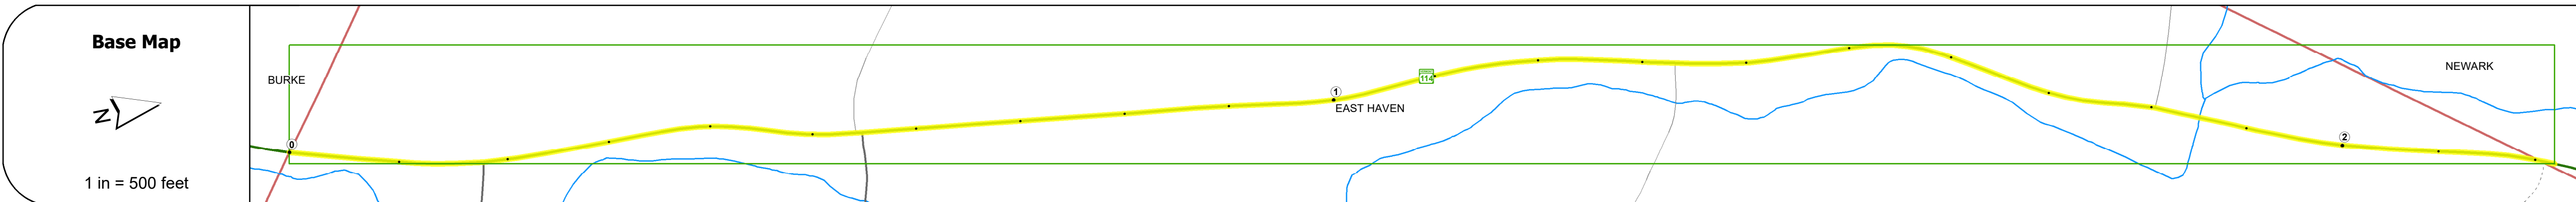 Base Map
N
1 in = 500 feet
BURKE
0
1
EAST HAVEN
114
2
NEWARK